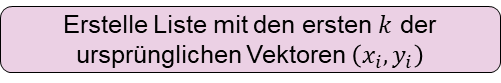 Erstelle Liste mit den ersten 𝑘 der
ursprünglichen Vektoren (𝑥ᵢ, 𝑦ᵢ)